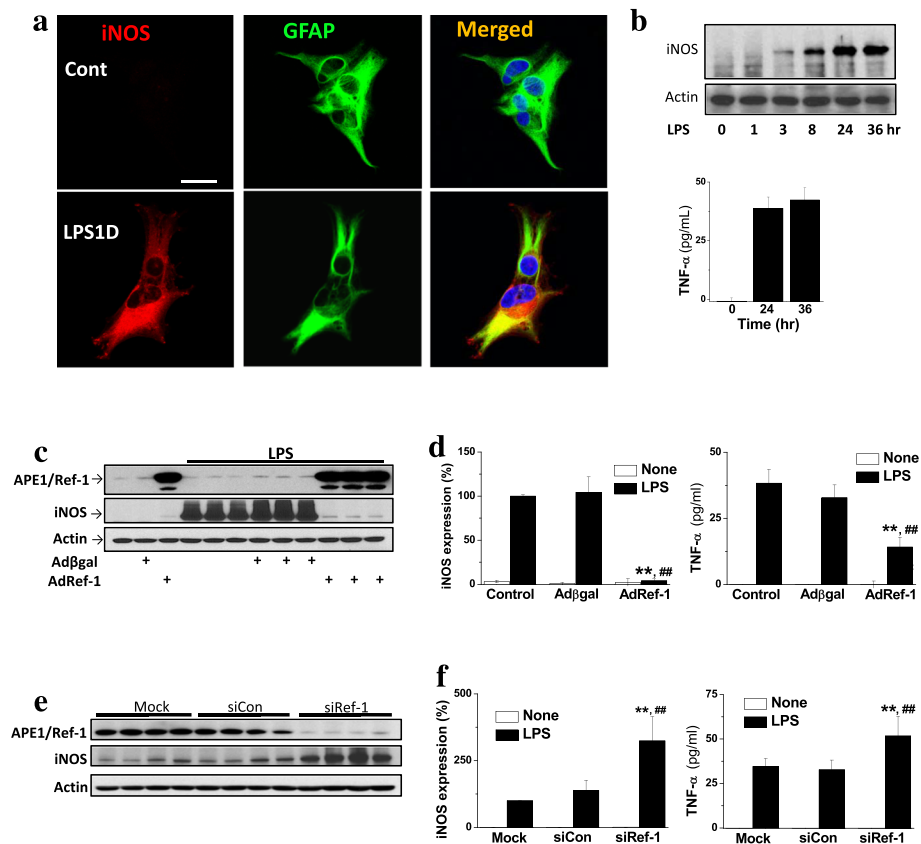 a
iNOS GFAP Merged
Cont
LPS1D
b
iNOS
Actin
LPS 0 1 3 8 24 36 hr
TNF-α (pg/mL)
50
25
0
0 24 36
Time (hr)
c
LPS
APE1/Ref-1→
iNOS→
Actin→
Adβgal + + + +
AdRef-1 + + + +
d
iNOS expression (%)
150
100
50
0
None
LPS
**, ##
Control Adβgal AdRef-1
TNF-α (pg/ml)
50
25
0
None
LPS
**, ##
Control Adβgal AdRef-1
e
Mock siCon siRef-1
APE1/Ref-1
iNOS
Actin
f
iNOS expression (%)
500
250
0
None
LPS
**, ##
Mock siCon siRef-1
TNF-α (pg/ml)
75
50
25
0
None
LPS
**, ##
Mock siCon siRef-1